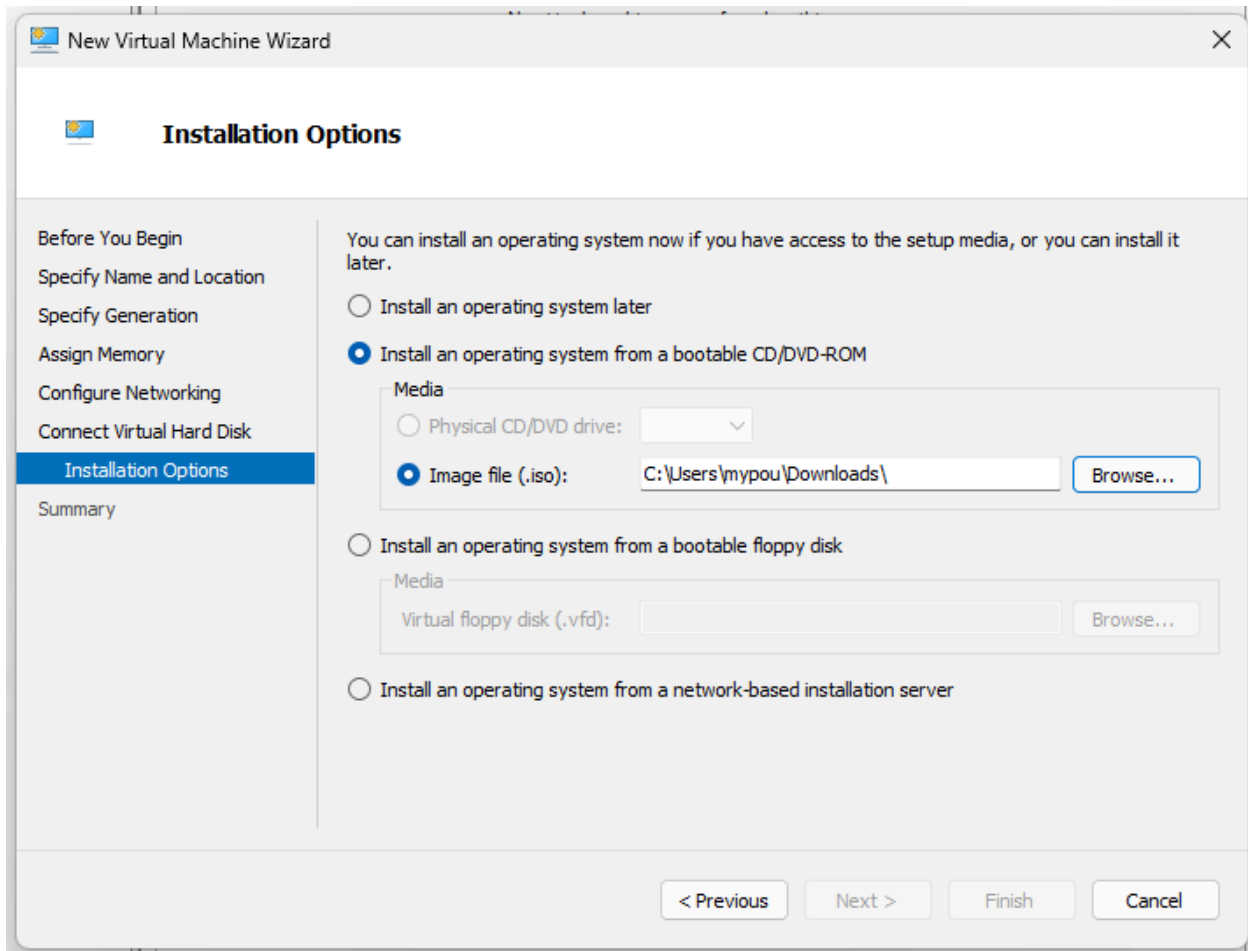 New Virtual Machine Wizard
Installation Options
Before You Begin
Specify Name and Location
Specify Generation
Assign Memory
Configure Networking
Connect Virtual Hard Disk
Installation Options
Summary
You can install an operating system now if you have access to the setup media, or you can install it
later.
Install an operating system later
Install an operating system from a bootable CD/DVD-ROM
Media
Physical CD/DVD drive:
Image file (.iso): C:\Users\mypou\Downloads\ Browse...
Install an operating system from a bootable floppy disk
Media
Virtual floppy disk (.vfd): Browse...
Install an operating system from a network-based installation server
< Previous Next > Finish Cancel